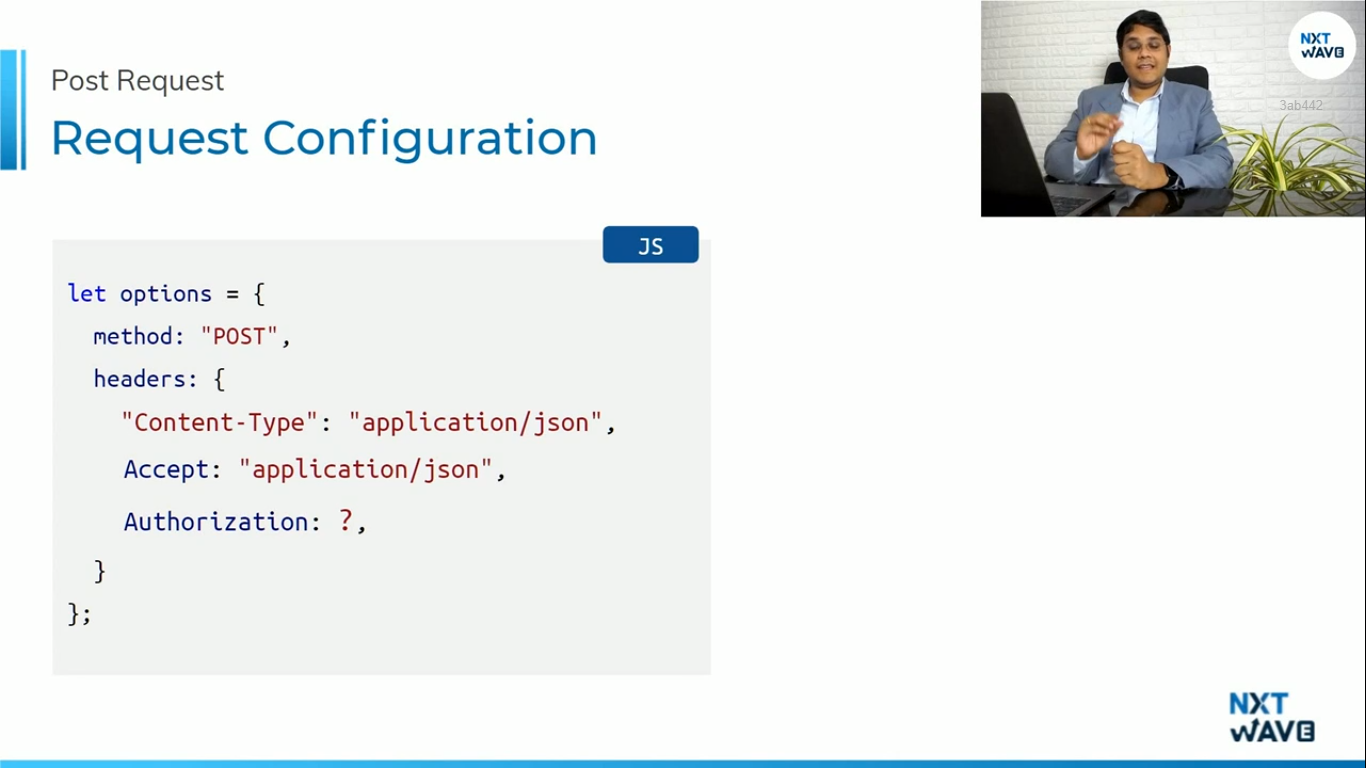 Post Request
Request Configuration
JS
let options = {
method: "POST",
headers: {
"Content-Type": "application/json",
Accept: "application/json",
Authorization: ?,
}
};
NXT
WAVE
3ab442
NXT
WAVE